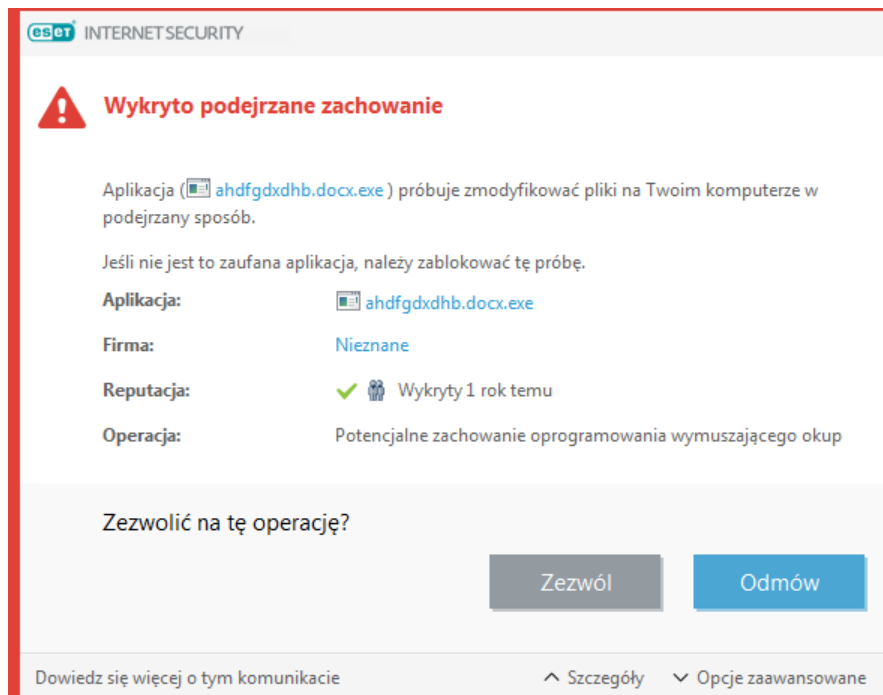 eset INTERNET SECURITY
Wykryto podejrzane zachowanie
Aplikacja ( ahdfgdxdhb.docx.exe ) próbuje zmodyfikować pliki na Twoim komputerze w
podejrzany sposób.
Jeśli nie jest to zaufana aplikacja, należy zablokować tę próbę.
Aplikacja: ahdfgdxdhb.docx.exe
Firma: Nieznane
Reputacja: Wykryty 1 rok temu
Operacja: Potencjalne zachowanie oprogramowania wymuszającego okup
Zezwolić na tę operację?
Zezwól Odmów
Dowiedz się więcej o tym komunikacie Szczegóły Opcje zaawansowane